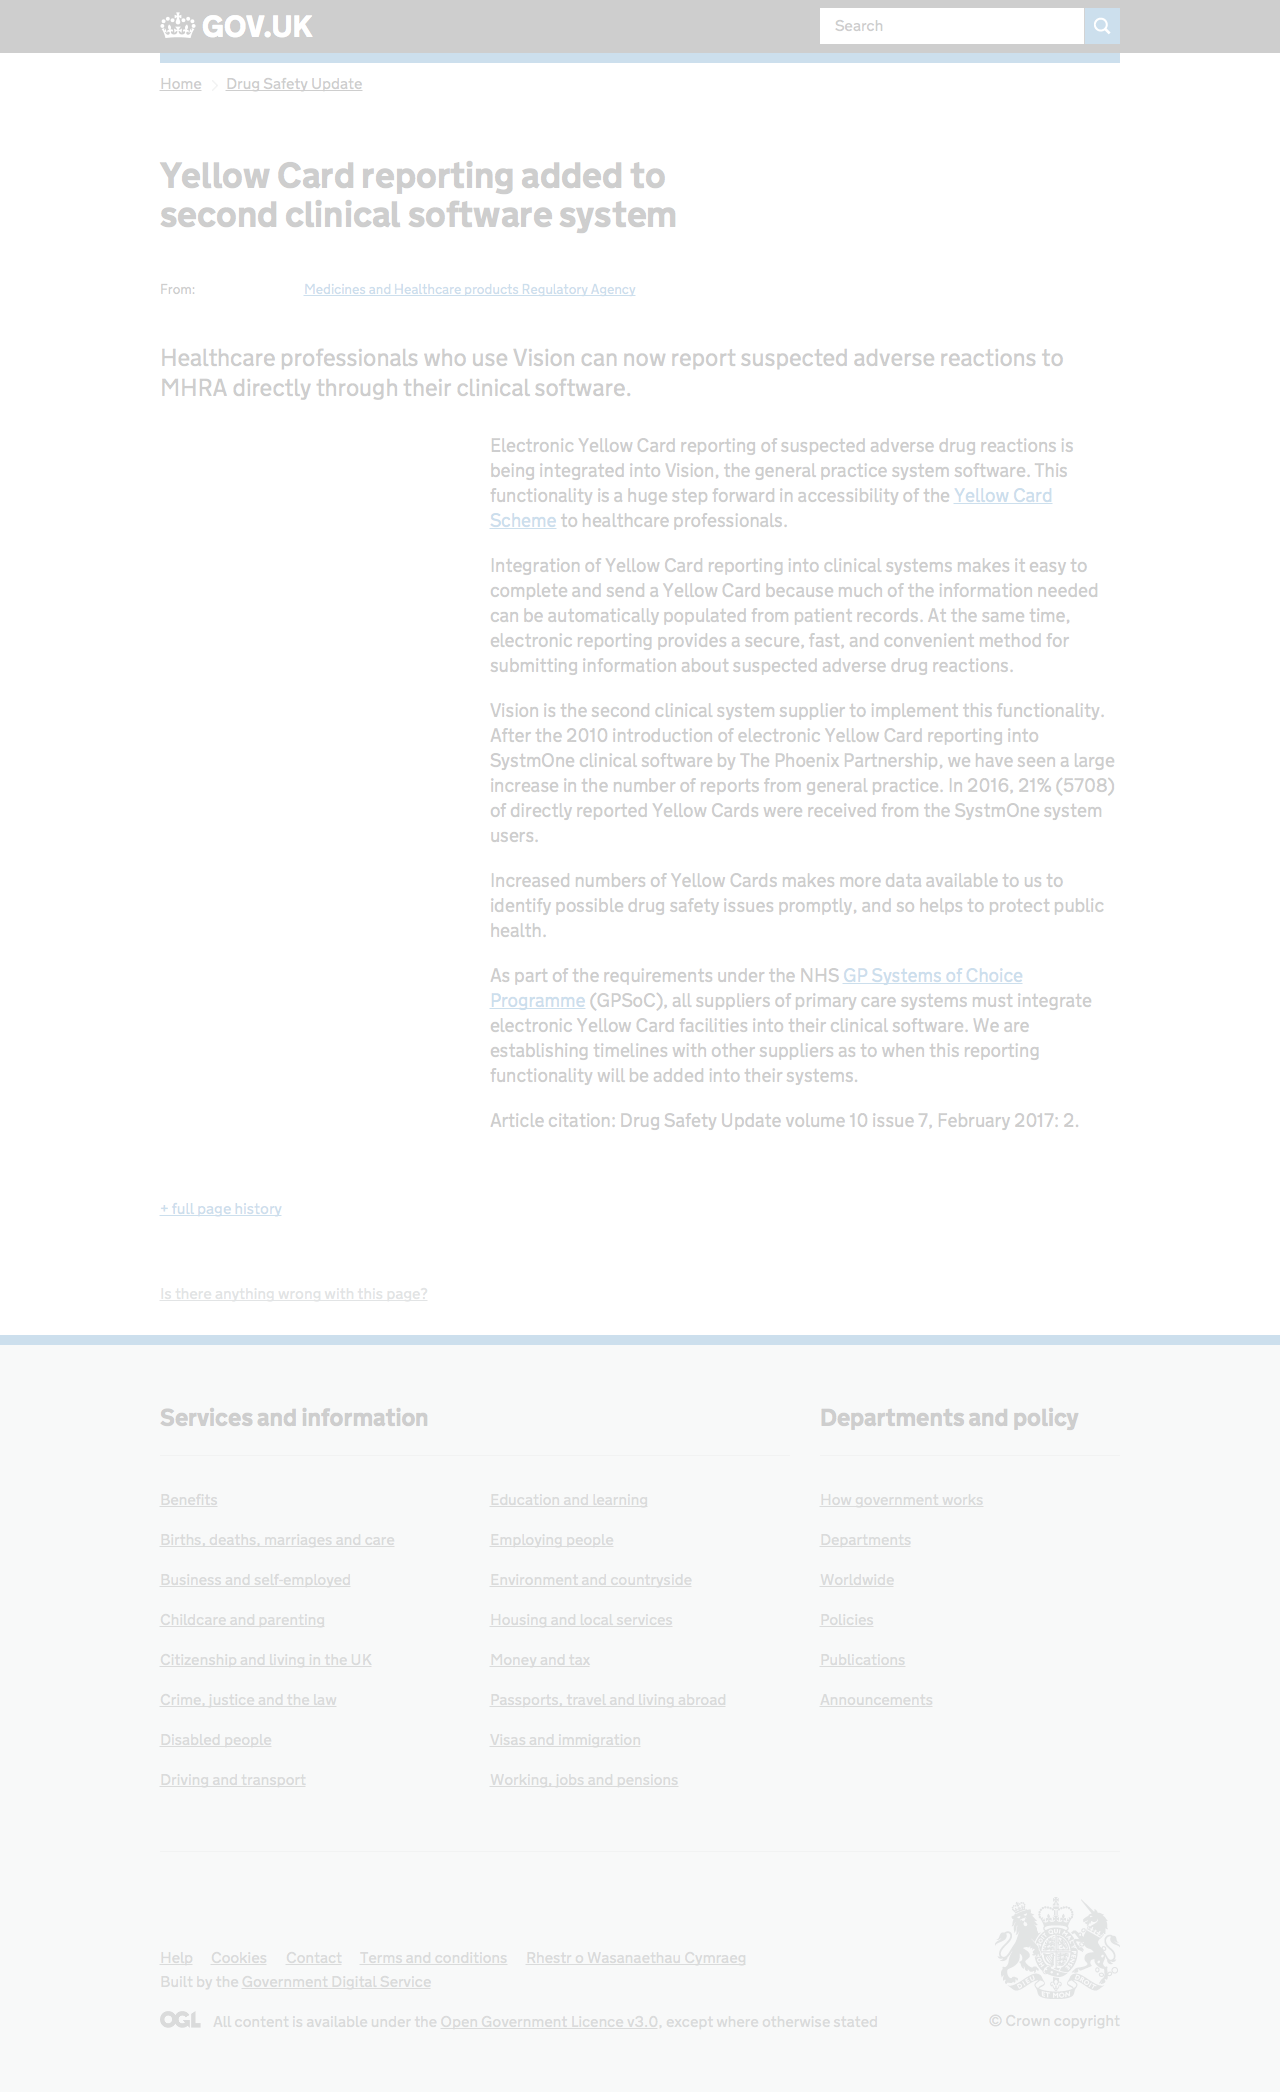 GOV.UK
Search
Home
Drug Safety Update
Yellow Card reporting added to
second clinical software system
From:
Medicines and Healthcare products Regulatory Agency
Healthcare professionals who use Vision can now report suspected adverse reactions to
MHRA directly through their clinical software.
Electronic Yellow Card reporting of suspected adverse drug reactions is
being integrated into Vision, the general practice system software. This
functionality is a huge step forward in accessibility of the Yellow Card
Scheme to healthcare professionals.
Integration of Yellow Card reporting into clinical systems makes it easy to
complete and send a Yellow Card because much of the information needed
can be automatically populated from patient records. At the same time,
electronic reporting provides a secure, fast, and convenient method for
submitting information about suspected adverse drug reactions.
Vision is the second clinical system supplier to implement this functionality.
After the 2010 introduction of electronic Yellow Card reporting into
SystmOne clinical software by The Phoenix Partnership, we have seen a large
increase in the number of reports from general practice. In 2016, 21% (5708)
of directly reported Yellow Cards were received from the SystmOne system
users.
Increased numbers of Yellow Cards makes more data available to us to
identify possible drug safety issues promptly, and so helps to protect public
health.
As part of the requirements under the NHS GP Systems of Choice
Programme (GPSoC), all suppliers of primary care systems must integrate
electronic Yellow Card facilities into their clinical software. We are
establishing timelines with other suppliers as to when this reporting
functionality will be added into their systems.
Article citation: Drug Safety Update volume 10 issue 7, February 2017: 2.
+ full page history
Is there anything wrong with this page?
Services and information
Benefits
Births, deaths, marriages and care
Business and self-employed
Childcare and parenting
Citizenship and living in the UK
Crime, justice and the law
Disabled people
Driving and transport
Education and learning
Employing people
Environment and countryside
Housing and local services
Money and tax
Passports, travel and living abroad
Visas and immigration
Working, jobs and pensions
Departments and policy
How government works
Departments
Worldwide
Policies
Publications
Announcements
Help Cookies Contact Terms and conditions Rhestr o Wasanaethau Cymraeg
Built by the Government Digital Service
OGL All content is available under the Open Government Licence v3.0, except where otherwise stated
© Crown copyright